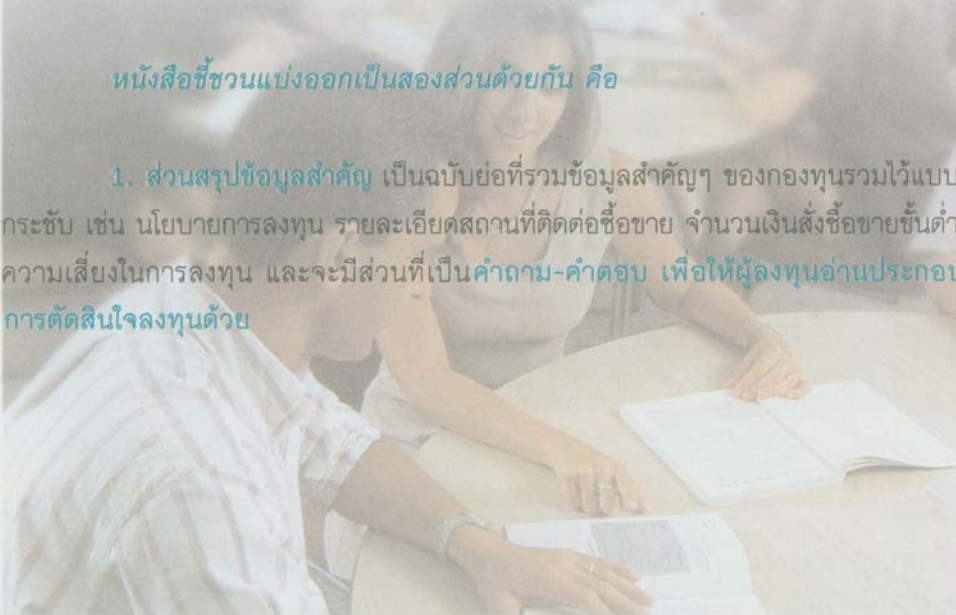 หนังสือชี้ชวนแบ่งออกเป็นสองส่วนด้วยกัน คือ
1. ส่วนสรุปข้อมูลสำคัญ เป็นฉบับย่อที่รวมข้อมูลสำคัญๆ ของกองทุนรวมไว้แบบ
กระชับ เช่น นโยบายการลงทุน รายละเอียดสถานที่ติดต่อซื้อขาย จำนวนเงินสั่งซื้อขายขั้นต่ำ
ความเสี่ยงในการลงทุน และจะมีส่วนที่เป็นคำถาม-คำตอบ เพื่อให้ผู้ลงทุนอ่านประกอบ
การตัดสินใจลงทุนด้วย